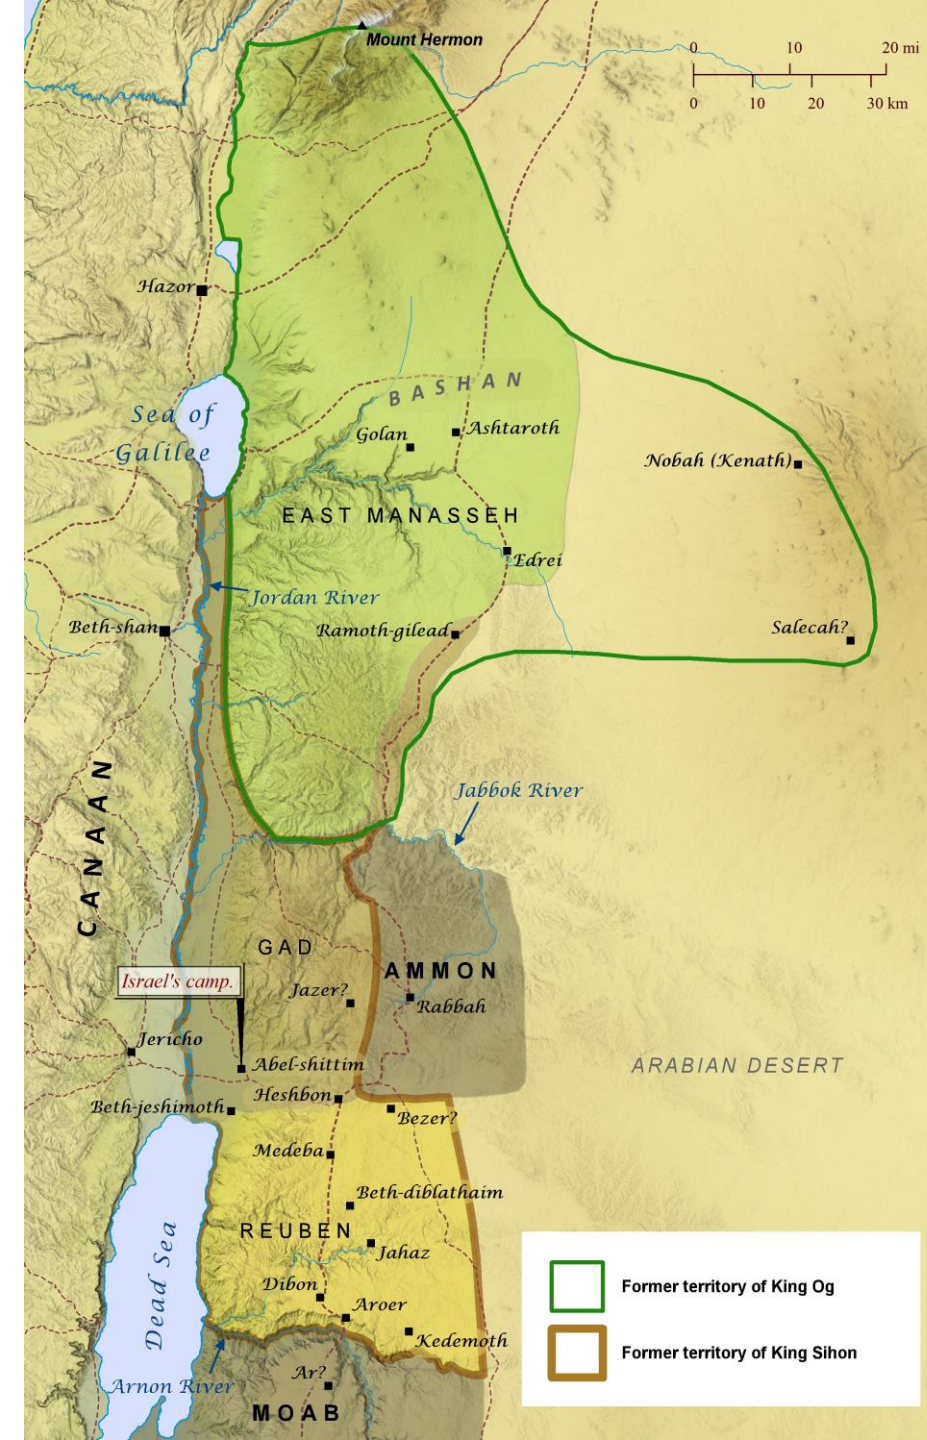 Mount Hermon
0 10 20 mi
0 10 20 30 km
Hazor
BASHAN
Sea of
Galilee
Golan
Ashtaroth
Nobah (Kenath)
EAST MANASSEH
Edrei
Jordan River
Beth-shan
Ramoth-gilead
Salecah?
CANAAN
Jabbok River
GAD
AMMON
Israel's camp.
Jazer?
Rabbah
Jericho
Abel-shittim
ARABIAN DESERT
Heshbon
Beth-jeshimoth
Bezer?
Medeba
Beth-diblathaim
REUBEN
Jahaz
Dead Sea
Dibon
Aroer
Kedemoth
Arnon River
Ar?
MOAB
Former territory of King Og
Former territory of King Sihon